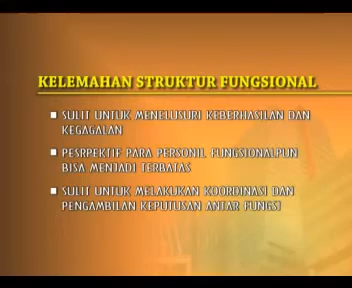 KELEMAHAN STRUKTUR FUNGSIONAL
SULIT UNTUK MENELUSURI KEBERHASILAN DAN
KEGAGALAN
PESRPEKTIF PARA PERSONIL FUNGSIONALPUN
BISA MENJADI TERBATAS
SULIT UNTUK MELAKUKAN KOORDINASI DAN
PENGAMBILAN KEPUTUSAN ANTAR FUNGSI